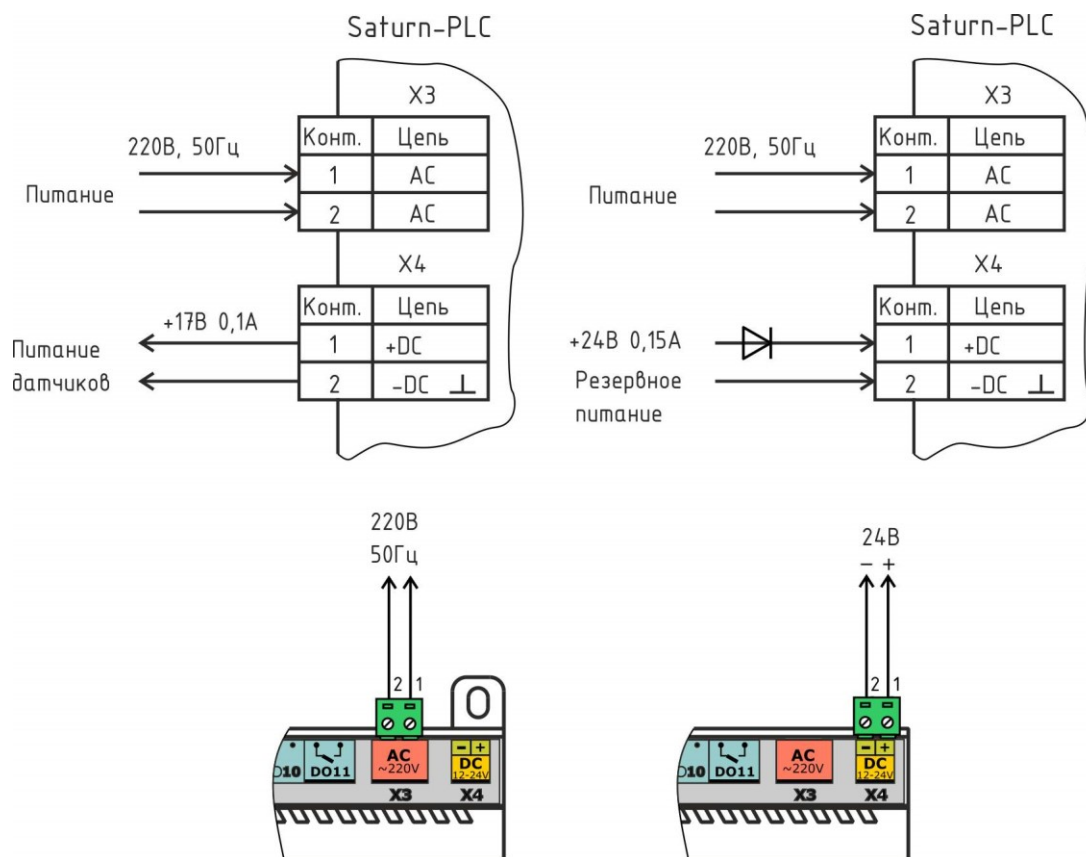 Saturn-PLC
X3
Конт. Цепь
220В, 50Гц
1 AC
Питание
2 AC
X4
Конт. Цепь
+17В 0,1А
1 +DC
Питание
датчиков
2 -DC ⊥
Saturn-PLC
X3
Конт. Цепь
220В, 50Гц
1 AC
Питание
2 AC
X4
Конт. Цепь
+24В 0,15А
1 +DC
Резервное
питание
2 -DC ⊥
220В
50Гц
2 1
О10 DO11 AC ~220V - + DC 12-24V
X3 X4
24В
- +
2 1
О10 DO11 AC ~220V - + DC 12-24V
X3 X4